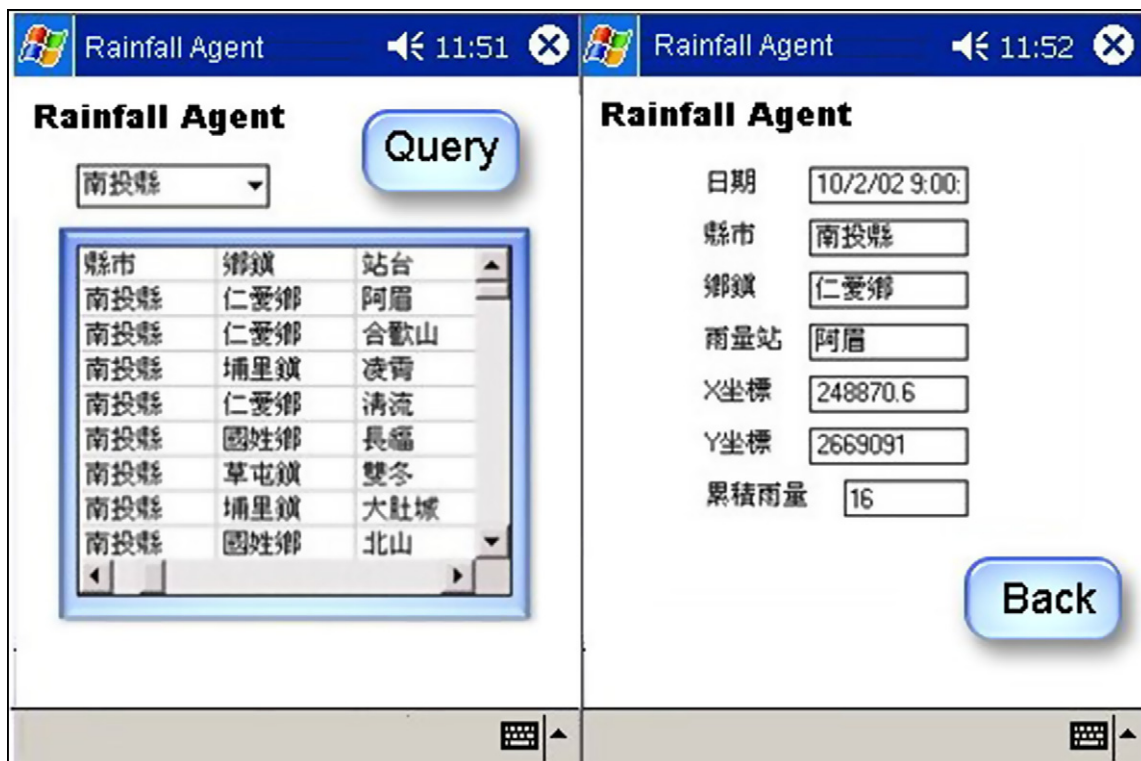 Rainfall Agent 11:51
Rainfall Agent
Query
南投縣
縣市 鄉鎮 站台
南投縣 仁愛鄉 阿眉
南投縣 仁愛鄉 合歡山
南投縣 埔里鎮 凌霄
南投縣 仁愛鄉 清流
南投縣 國姓鄉 長福
南投縣 草屯鎮 雙冬
南投縣 埔里鎮 大肚城
南投縣 國姓鄉 北山
Rainfall Agent 11:52
Rainfall Agent
日期 10/2/02 9:00:
縣市 南投縣
鄉鎮 仁愛鄉
雨量站 阿眉
X坐標 248870.6
Y坐標 2669091
累積雨量 16
Back